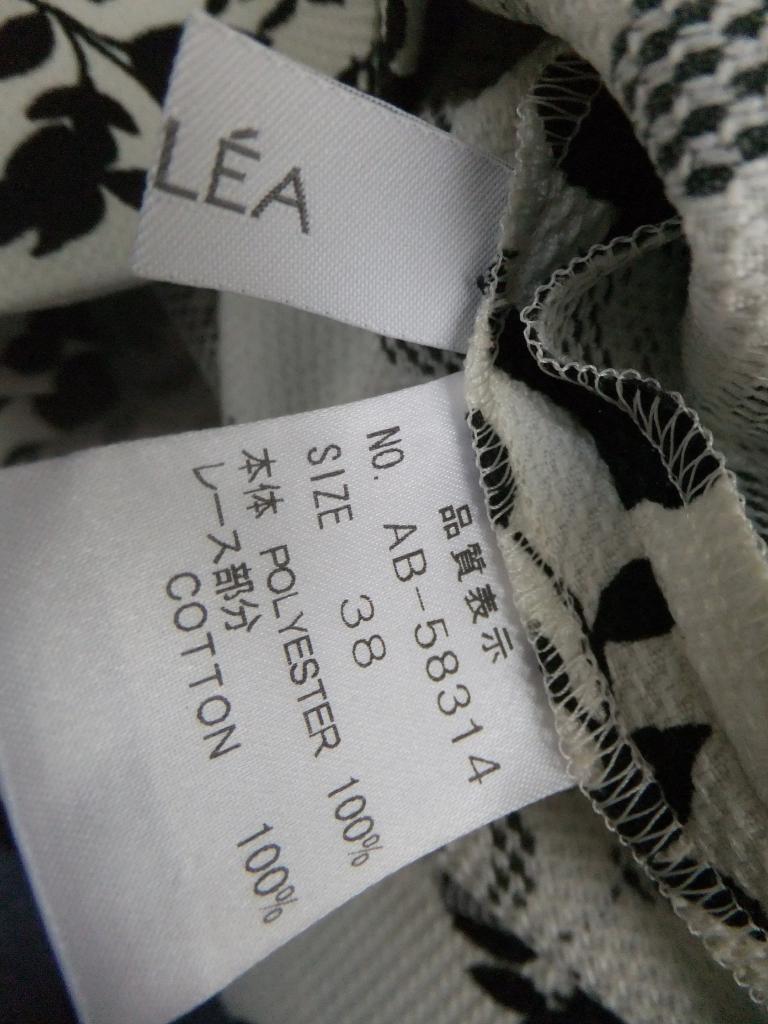 LÉA
品質表示
NO. AB-58314
SIZE 38
本体 POLYESTER 100%
レース部分
COTTON 100%